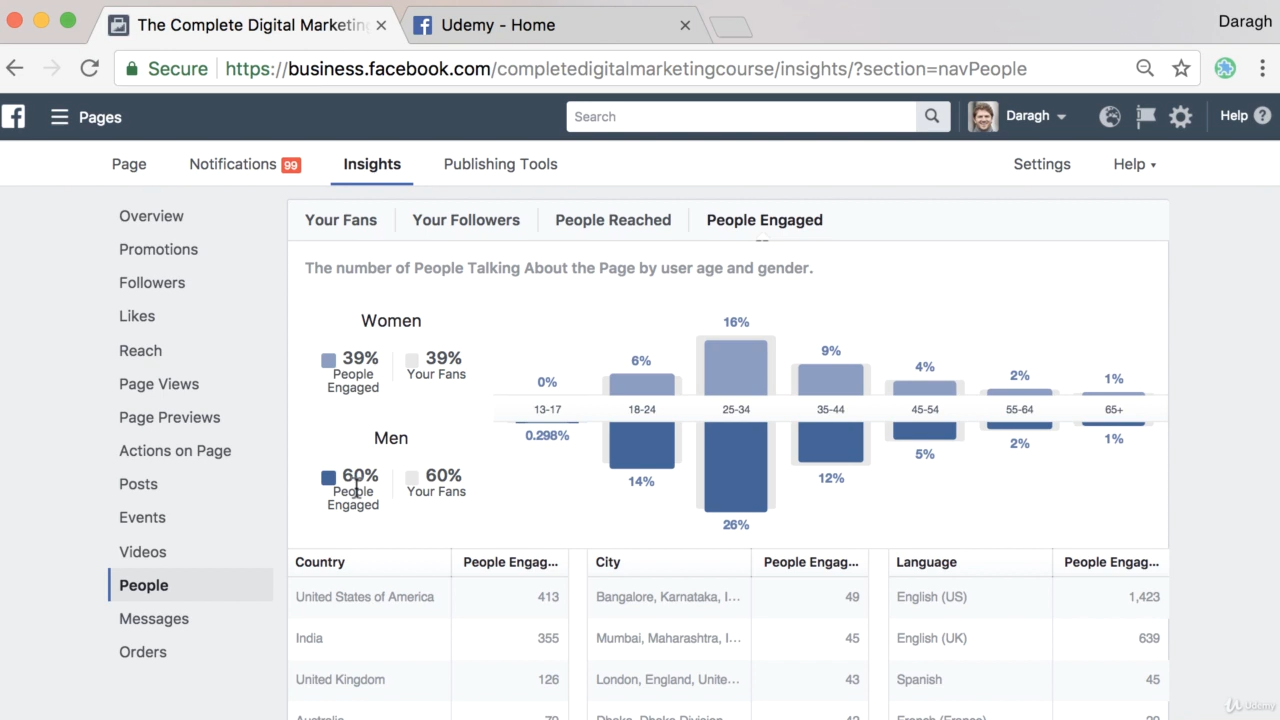 The Complete Digital Marketing
Udemy - Home
Daragh
Secure
https://business.facebook.com/completedigitalmarketingcourse/insights/?section=navPeople
Pages
Search
Daragh
Help
Page
Notifications 99
Insights
Publishing Tools
Settings
Help
Overview
Promotions
Followers
Likes
Reach
Page Views
Page Previews
Actions on Page
Posts
Events
Videos
People
Messages
Orders
Your Fans
Your Followers
People Reached
People Engaged
The number of People Talking About the Page by user age and gender.
Women
39%
People
Engaged
39%
Your Fans
Men
60%
People
Engaged
60%
Your Fans
0% 6% 16% 9% 4% 2% 1%
13-17 18-24 25-34 35-44 45-54 55-64 65+
0.298% 14% 26% 12% 5% 2% 1%
Country People Engag... City People Engag... Language People Engag...
United States of America 413 Bangalore, Karnataka, I... 49 English (US) 1,423
India 355 Mumbai, Maharashtra, I... 45 English (UK) 639
United Kingdom 126 London, England, Unite... 43 Spanish 45
Udemy